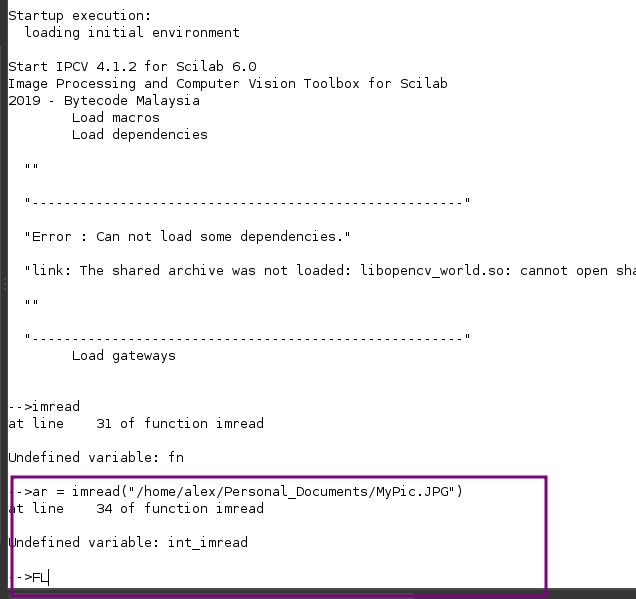 Startup execution:
  loading initial environment
Start IPCV 4.1.2 for Scilab 6.0
Image Processing and Computer Vision Toolbox for Scilab
2019 - Bytecode Malaysia
        Load macros
        Load dependencies
  ""
  "------------------------------------------------------"
  "Error : Can not load some dependencies."
  "link: The shared archive was not loaded: libopencv_world.so: cannot open sha
  ""
  "------------------------------------------------------"
        Load gateways
-->imread
at line    31 of function imread
Undefined variable: fn
-->ar = imread("/home/alex/Personal_Documents/MyPic.JPG")
at line    34 of function imread
Undefined variable: int_imread
-->FL